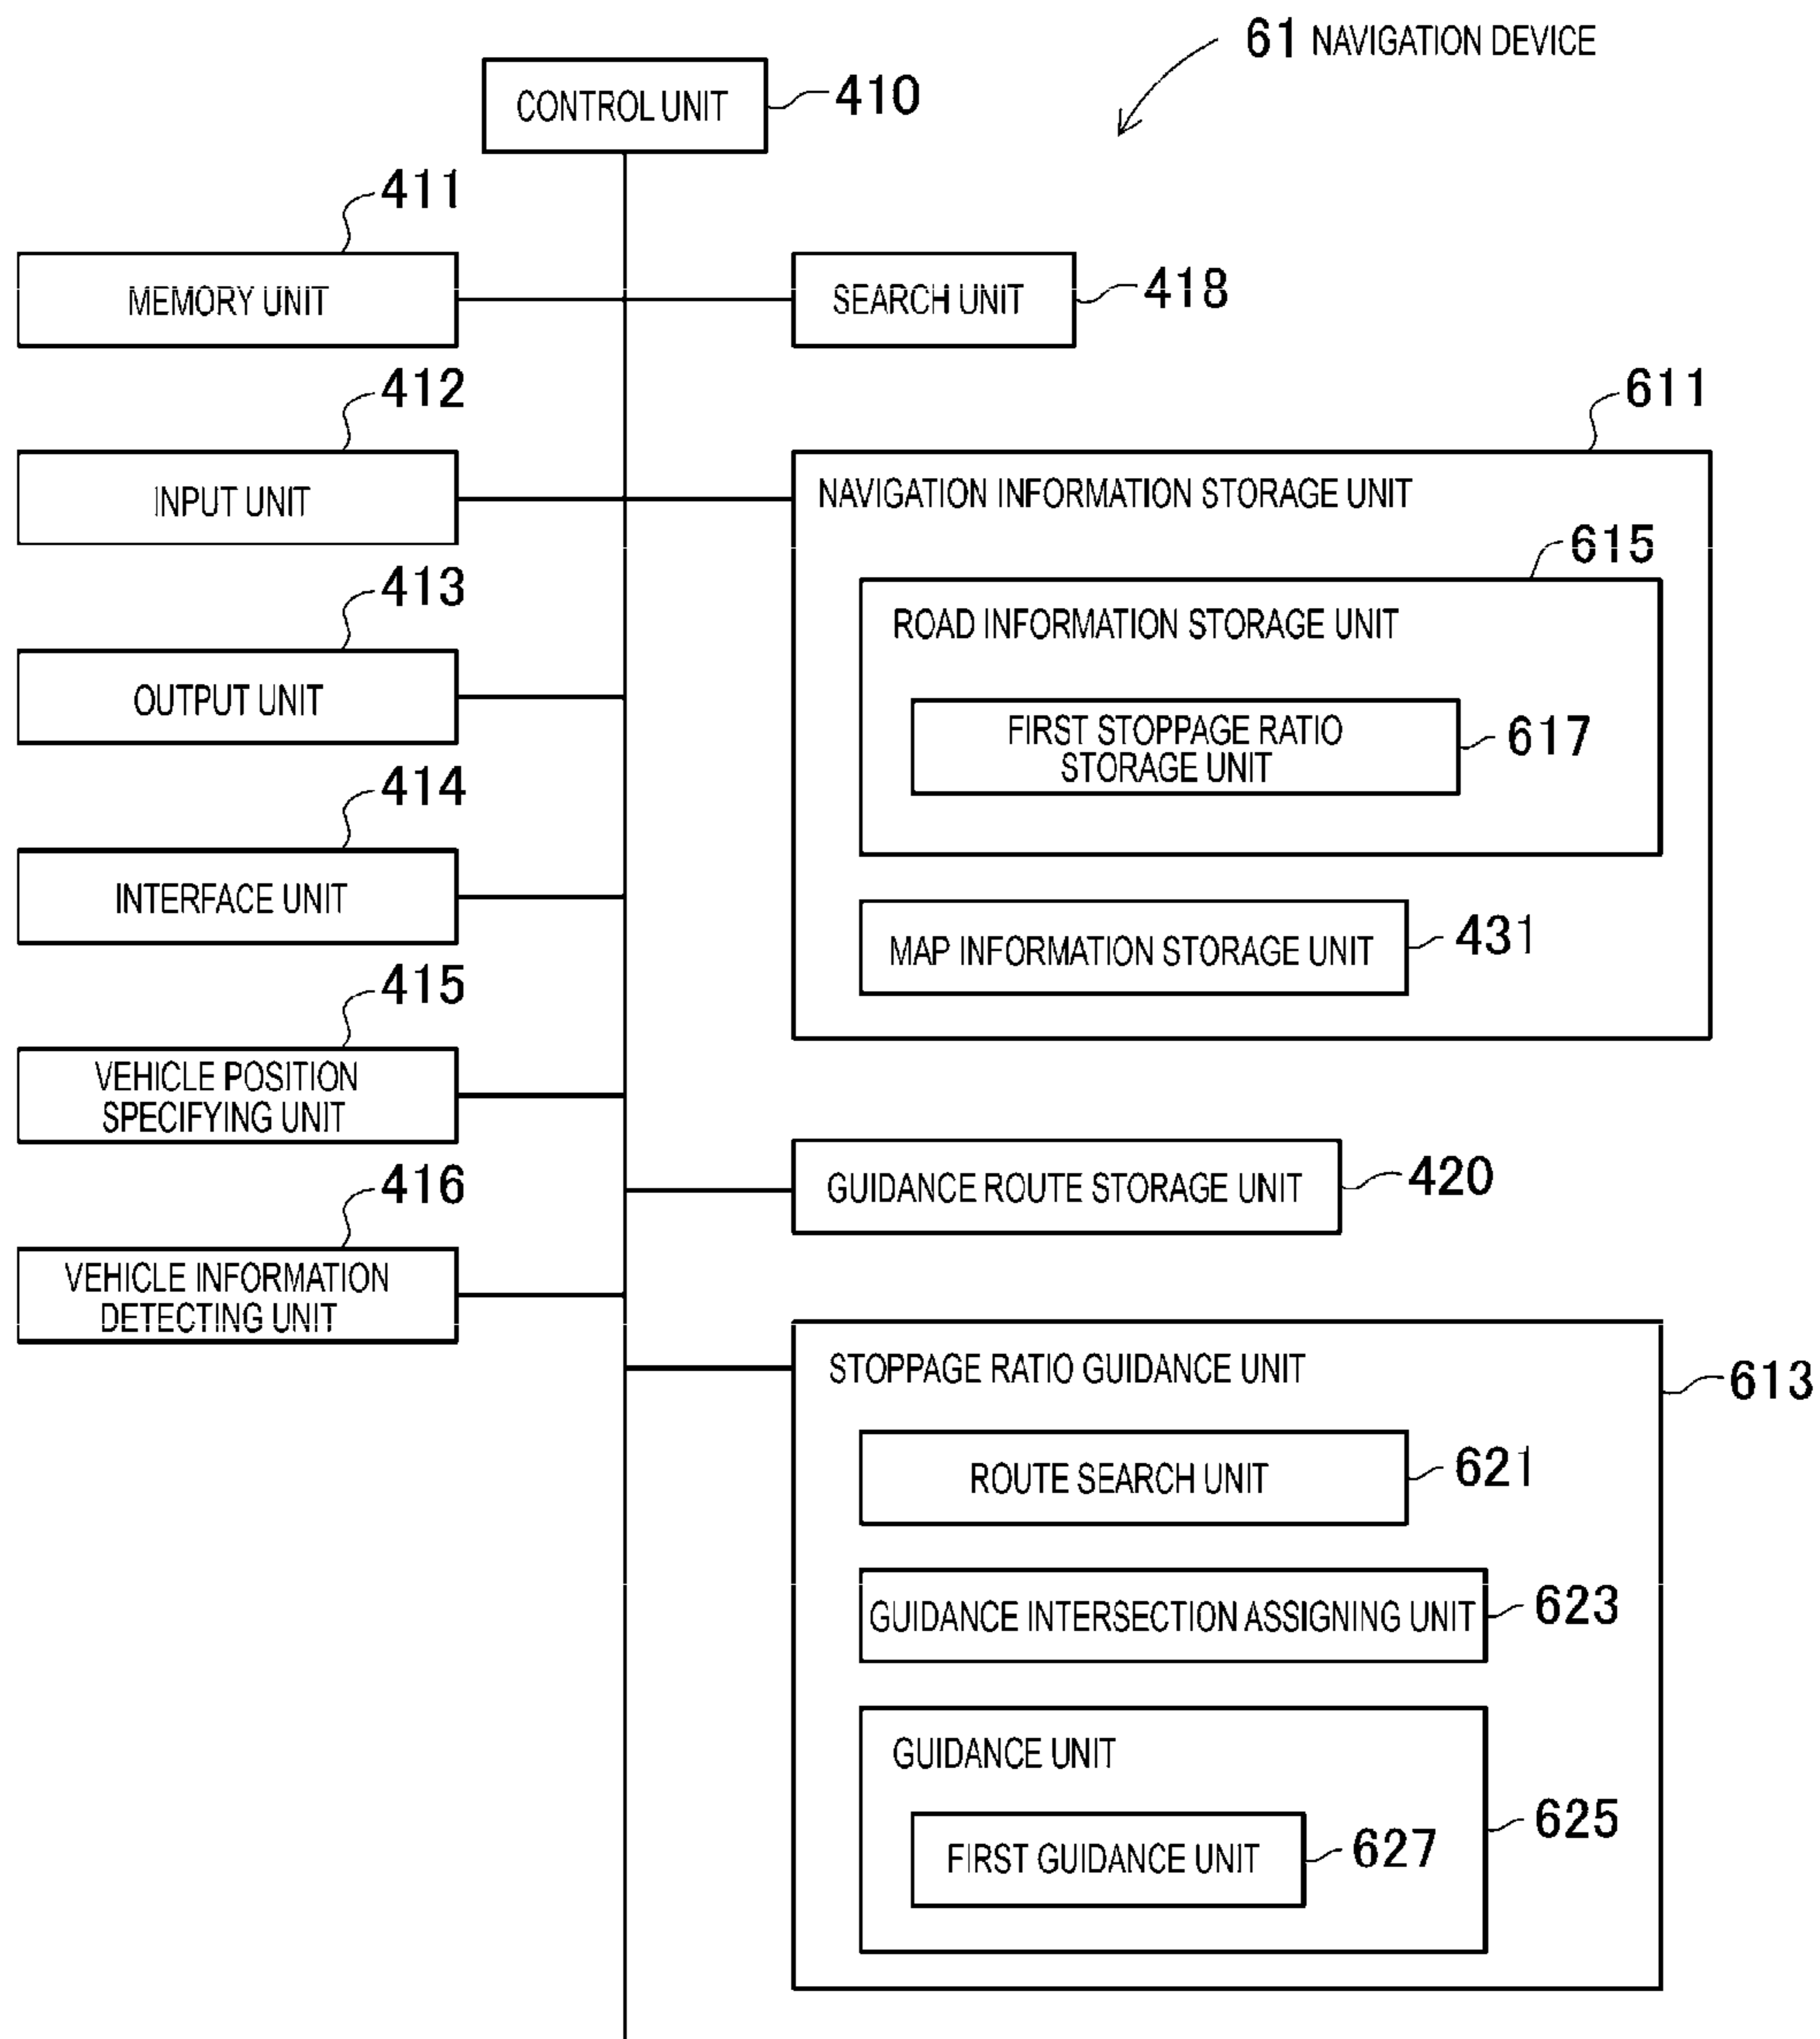 61 NAVIGATION DEVICE
CONTROL UNIT
410
411
MEMORY UNIT
SEARCH UNIT
418
412
INPUT UNIT
611
NAVIGATION INFORMATION STORAGE UNIT
615
ROAD INFORMATION STORAGE UNIT
FIRST STOPPAGE RATIO
STORAGE UNIT
617
MAP INFORMATION STORAGE UNIT
431
413
OUTPUT UNIT
414
INTERFACE UNIT
415
VEHICLE POSITION
SPECIFYING UNIT
416
VEHICLE INFORMATION
DETECTING UNIT
GUIDANCE ROUTE STORAGE UNIT
420
STOPPAGE RATIO GUIDANCE UNIT
613
ROUTE SEARCH UNIT
621
GUIDANCE INTERSECTION ASSIGNING UNIT
623
GUIDANCE UNIT
625
FIRST GUIDANCE UNIT
627